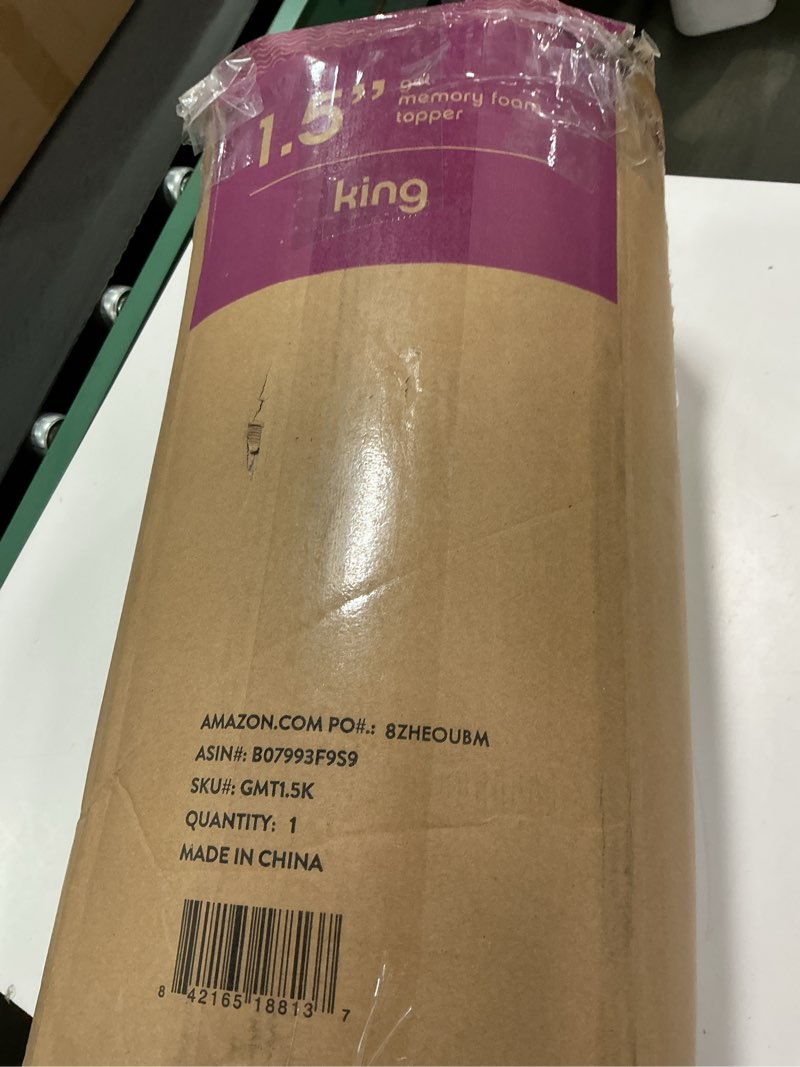 1.5”
gel
memory foam
topper
king
AMAZON.COM PO#.: 8ZHEOUBM
ASIN#: B07993F9S9
SKU#: GMT1.5K
QUANTITY: 1
MADE IN CHINA
8 42165 18813 7